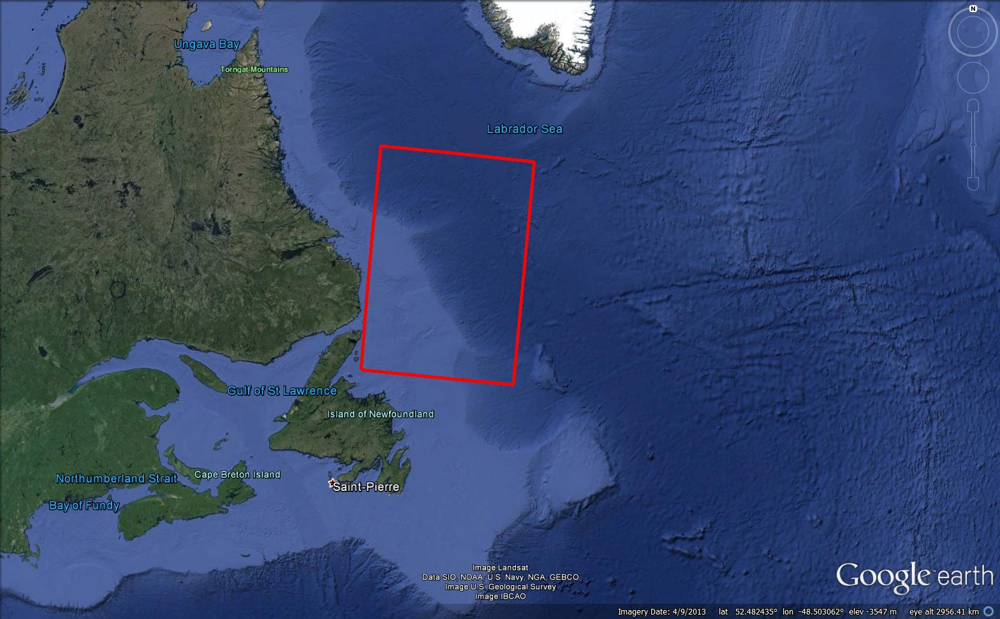 N
Ungava Bay
Torngat Mountains
Labrador Sea
Gulf of St Lawrence
Island of Newfoundland
Cape Breton Island
Northumberland Strait
Saint-Pierre
Bay of Fundy
Image Landsat
Data SIO, NOAA, U.S. Navy, NGA, GEBCO
Image U.S. Geological Survey
Image IBCAO
Google earth
Imagery Date: 4/9/2013 lat 52.482435° lon -48.503062° elev -3547 m eye alt 2956.41 km